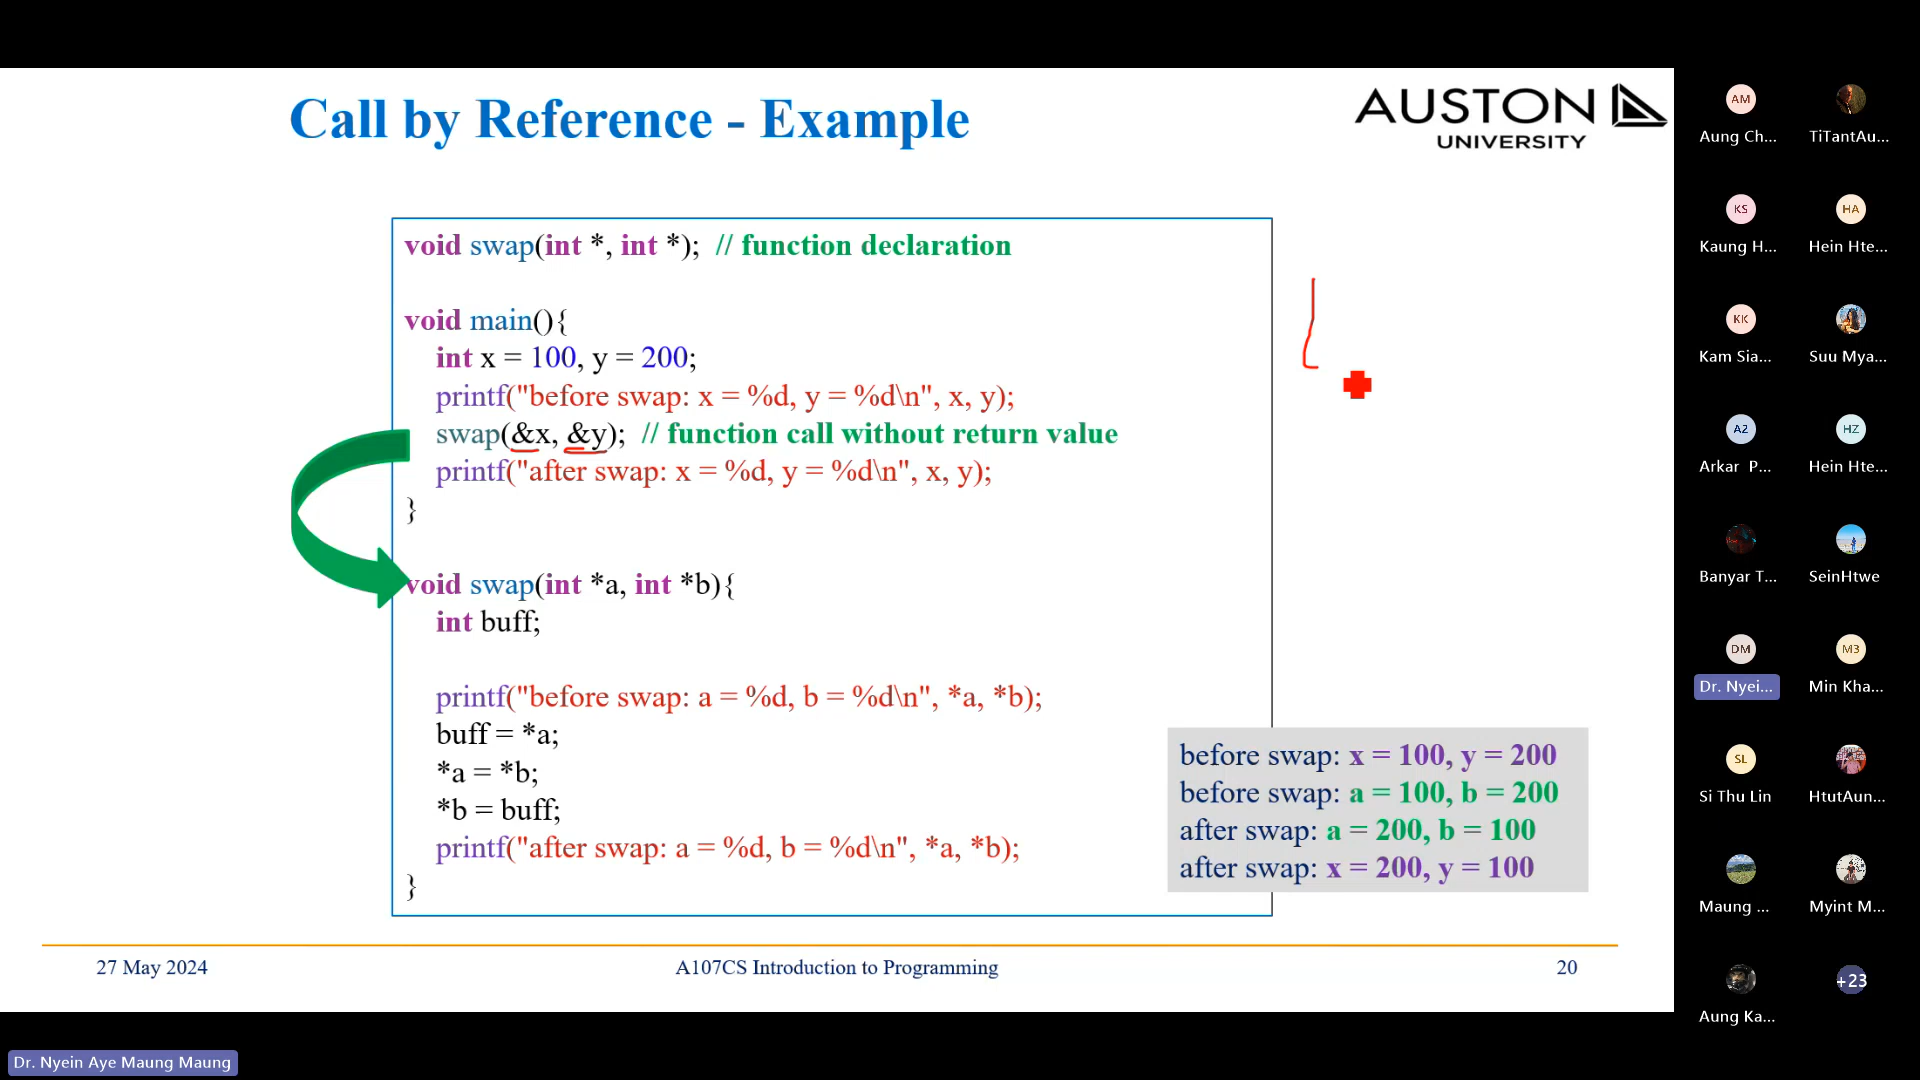 Call by Reference - Example
AUSTON
UNIVERSITY
void swap(int *, int *);  // function declaration
void main(){
int x = 100, y = 200;
printf("before swap: x = %d, y = %d\n", x, y);
swap(&x, &y);  // function call without return value
printf("after swap: x = %d, y = %d\n", x, y);
}
void swap(int *a, int *b){
int buff;
printf("before swap: a = %d, b = %d\n", *a, *b);
buff = *a;
*a = *b;
*b = buff;
printf("after swap: a = %d, b = %d\n", *a, *b);
}
before swap: x = 100, y = 200
before swap: a = 100, b = 200
after swap: a = 200, b = 100
after swap: x = 200, y = 100
27 May 2024
A107CS Introduction to Programming
20
AM
Aung Ch...
TiTantAu...
KS
HA
Kaung H...
Hein Hte...
KK
Kam Sia...
Suu Mya...
A2
HZ
Arkar P...
Hein Hte...
Banyar T...
SeinHtwe
DM
M3
Dr. Nyei...
Min Kha...
SL
Si Thu Lin
HtutAun...
Maung ...
Myint M...
+23
Aung Ka...
Dr. Nyein Aye Maung Maung